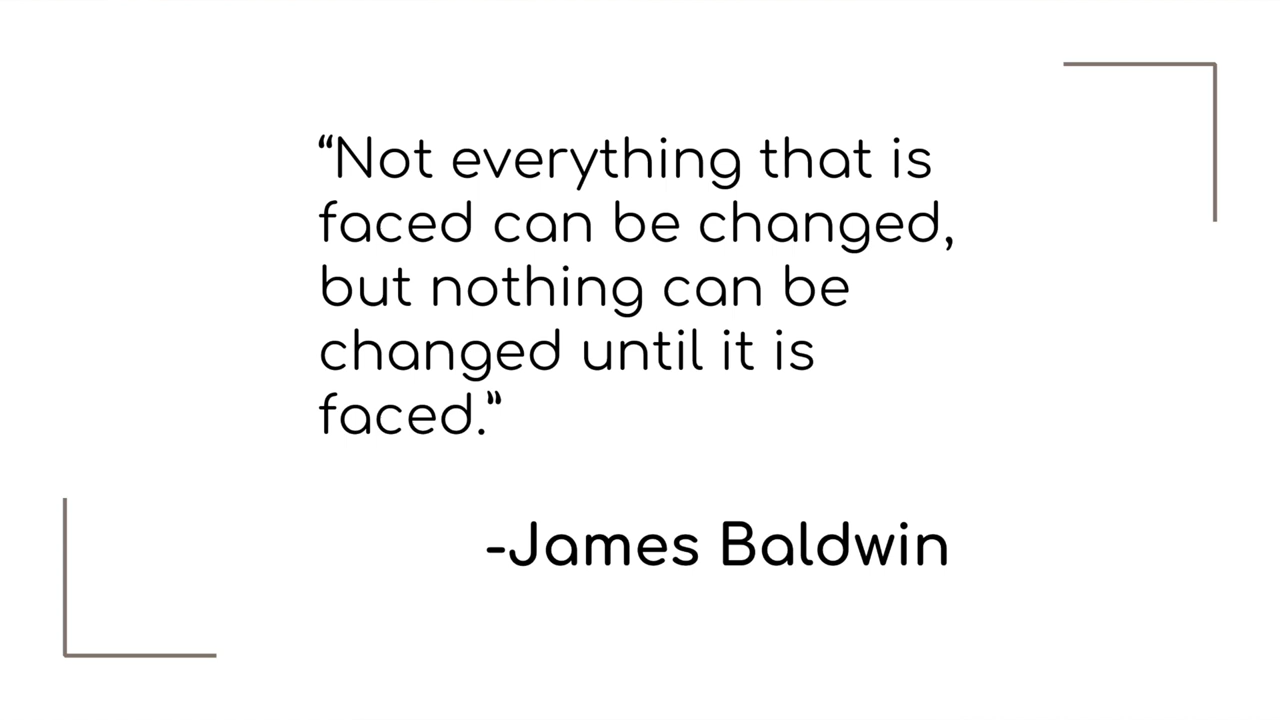 “Not everything that is
faced can be changed,
but nothing can be
changed until it is
faced.”
-James Baldwin